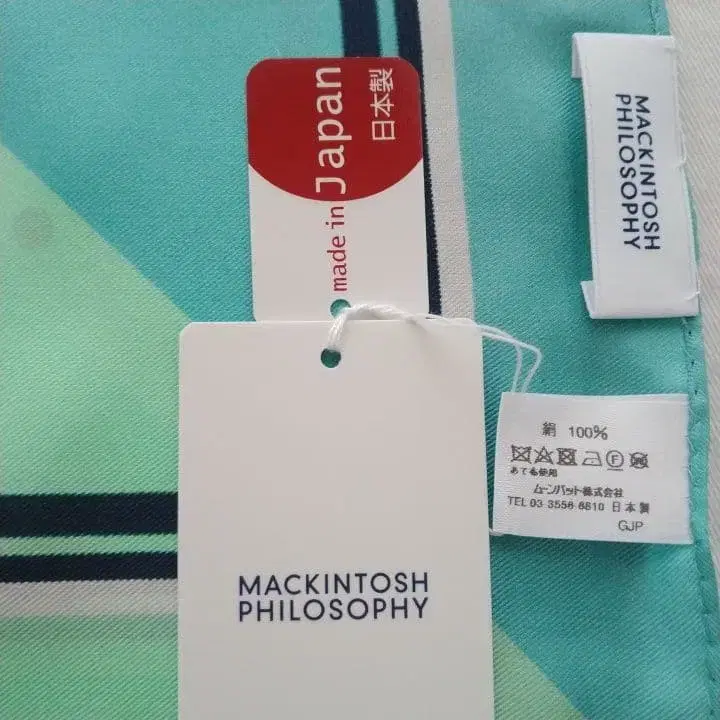 made in Japan
日本製
MACKINTOSH
PHILOSOPHY
絹 100%
F
あて布使用
ムーンバット株式会社
TEL 03-3556-6810 日本製
GJP
MACKINTOSH
PHILOSOPHY